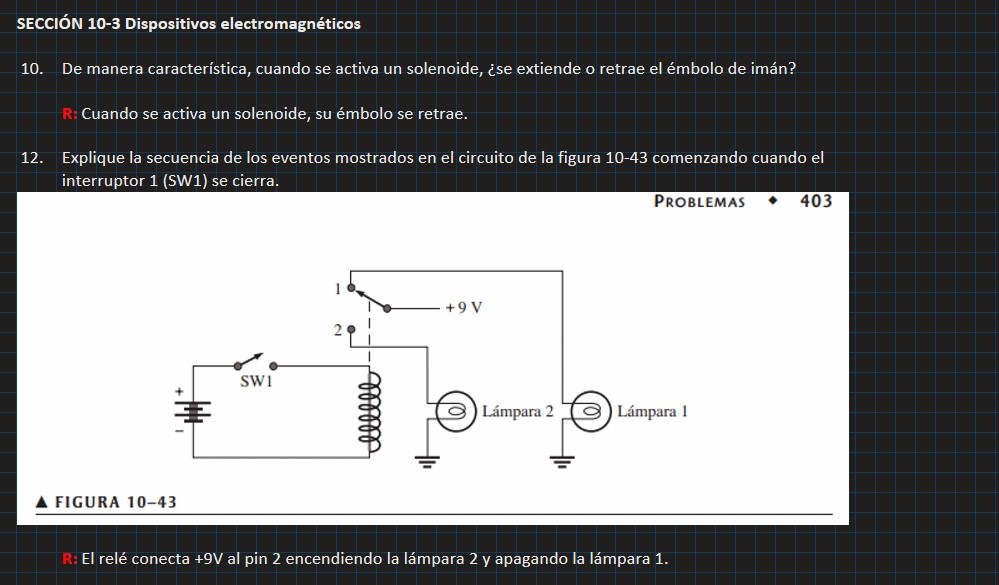 SECCIÓN 10-3 Dispositivos electromagnéticos
10. De manera característica, cuando se activa un solenoide, ¿se extiende o retrae el émbolo de imán?
R: Cuando se activa un solenoide, su émbolo se retrae.
12. Explique la secuencia de los eventos mostrados en el circuito de la figura 10-43 comenzando cuando el
interruptor 1 (SW1) se cierra.
PROBLEMAS ◆ 403
1
+9 V
2
SW1
+
−
Lámpara 2
Lámpara 1
▲ FIGURA 10–43
R: El relé conecta +9V al pin 2 encendiendo la lámpara 2 y apagando la lámpara 1.